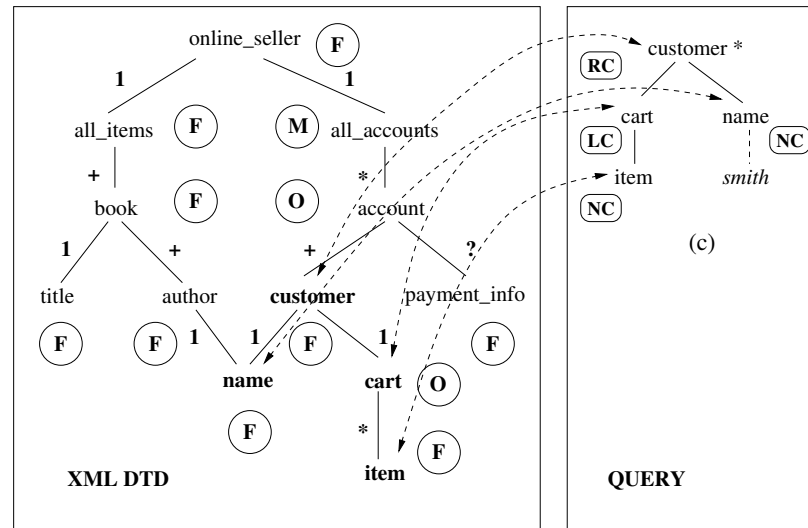 online_seller F
1 1
all_items F M all_accounts
+ *
book F O account
1 + + ?
title author customer payment_info
F F 1 1 F 1 F
name cart O
F * F
item
XML DTD
customer *
RC
cart name
LC NC
item smith
NC
(c)
QUERY